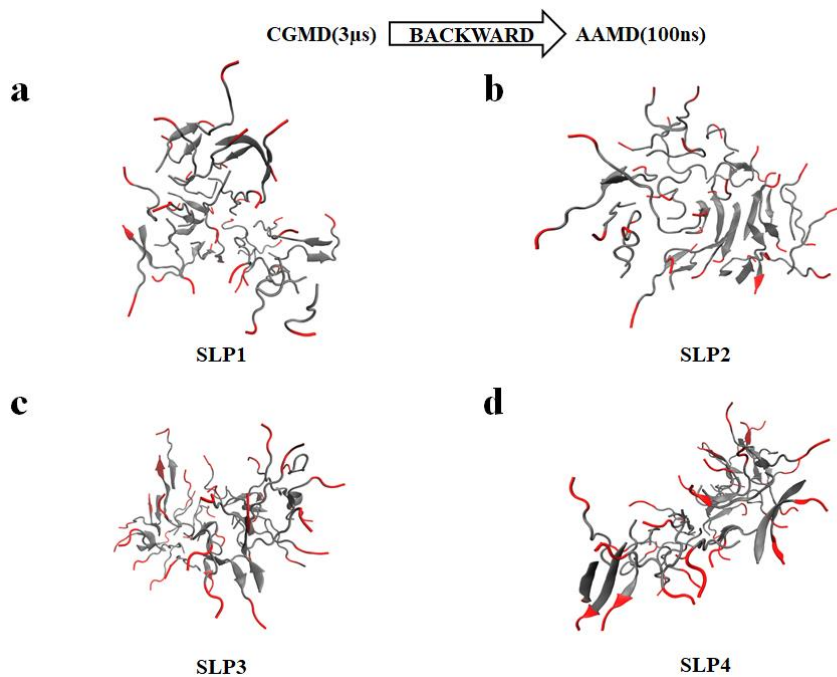 CGMD(3μs) BACKWARD AAMD(100ns)
a
b
SLP1
SLP2
c
d
SLP3
SLP4